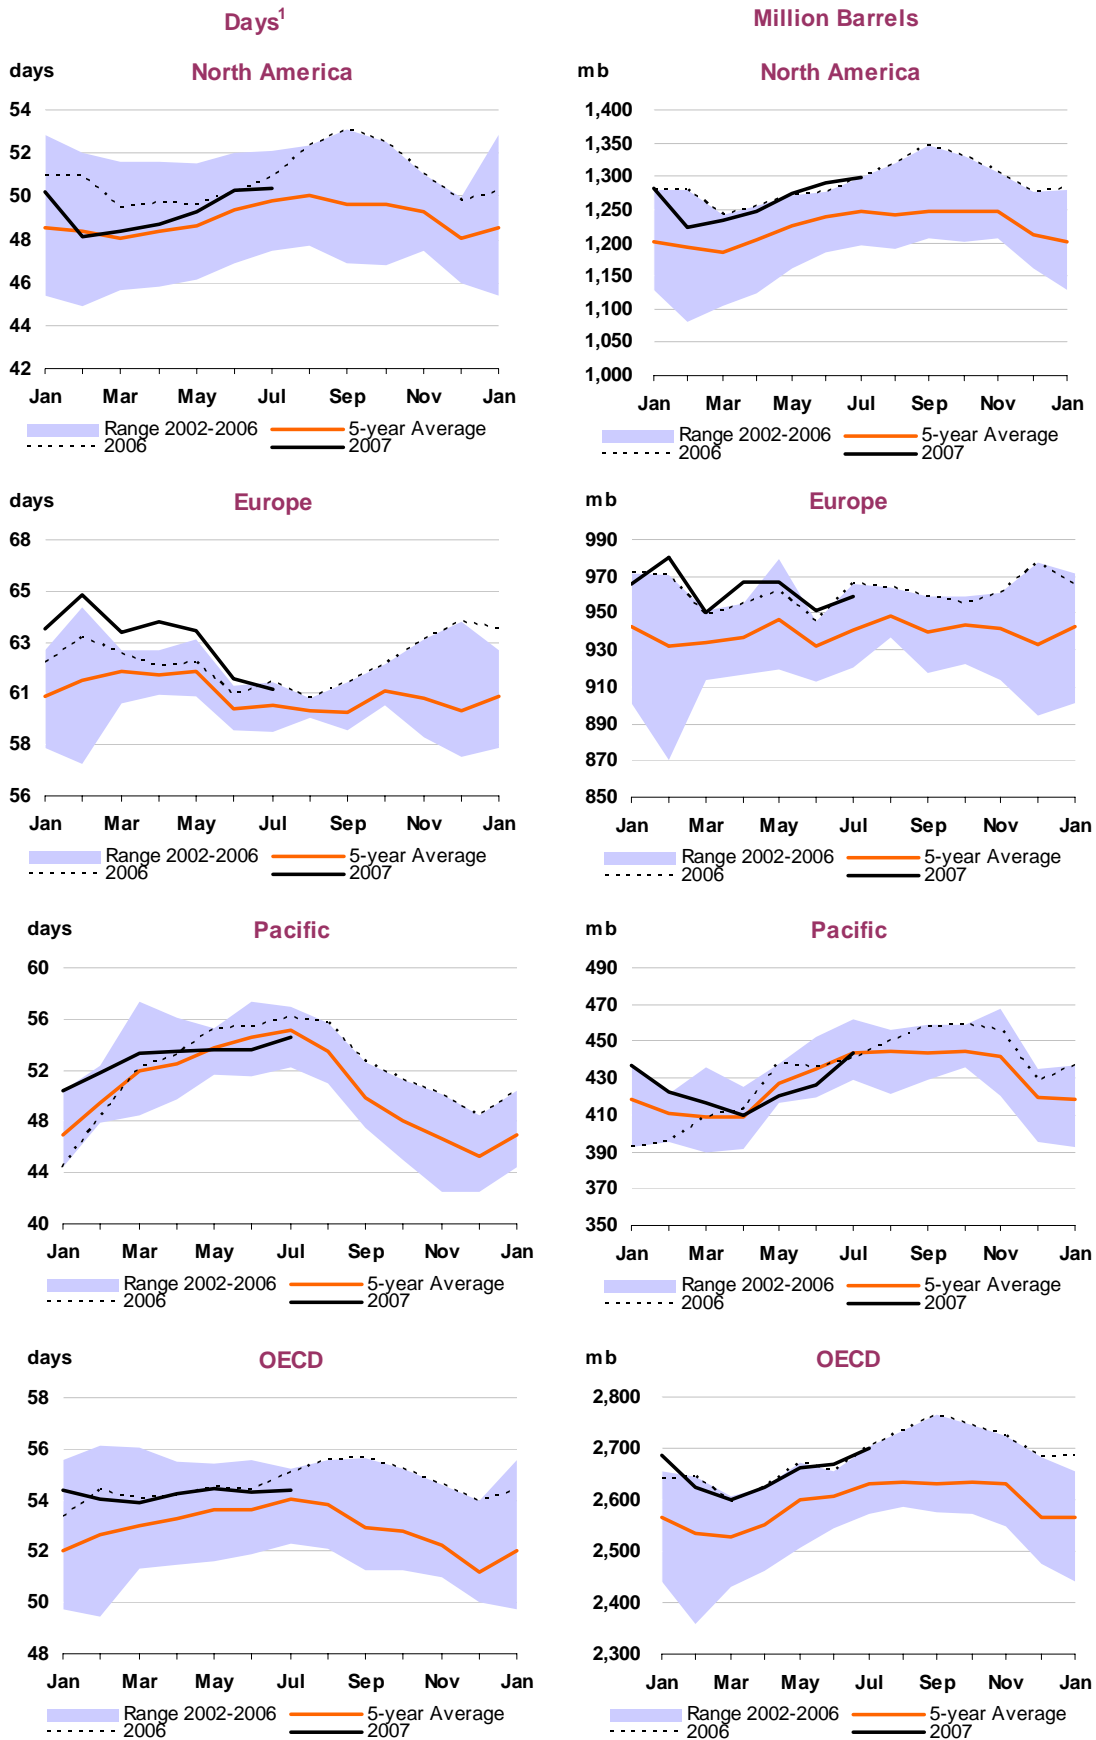 Days¹
Million Barrels
days
North America
54
52
50
48
46
44
42
Jan Mar May Jul Sep Nov Jan
Range 2002-2006 5-year Average
2006 2007
mb
North America
1,400
1,350
1,300
1,250
1,200
1,150
1,100
1,050
1,000
Jan Mar May Jul Sep Nov Jan
Range 2002-2006 5-year Average
2006 2007
days
Europe
68
65
63
61
58
56
Jan Mar May Jul Sep Nov Jan
Range 2002-2006 5-year Average
2006 2007
mb
Europe
990
970
950
930
910
890
870
850
Jan Mar May Jul Sep Nov Jan
Range 2002-2006 5-year Average
2006 2007
days
Pacific
60
56
52
48
44
40
Jan Mar May Jul Sep Nov Jan
Range 2002-2006 5-year Average
2006 2007
mb
Pacific
490
470
450
430
410
390
370
350
Jan Mar May Jul Sep Nov Jan
Range 2002-2006 5-year Average
2006 2007
days
OECD
58
56
54
52
50
48
Jan Mar May Jul Sep Nov Jan
Range 2002-2006 5-year Average
2006 2007
mb
OECD
2,800
2,700
2,600
2,500
2,400
2,300
Jan Mar May Jul Sep Nov Jan
Range 2002-2006 5-year Average
2006 2007